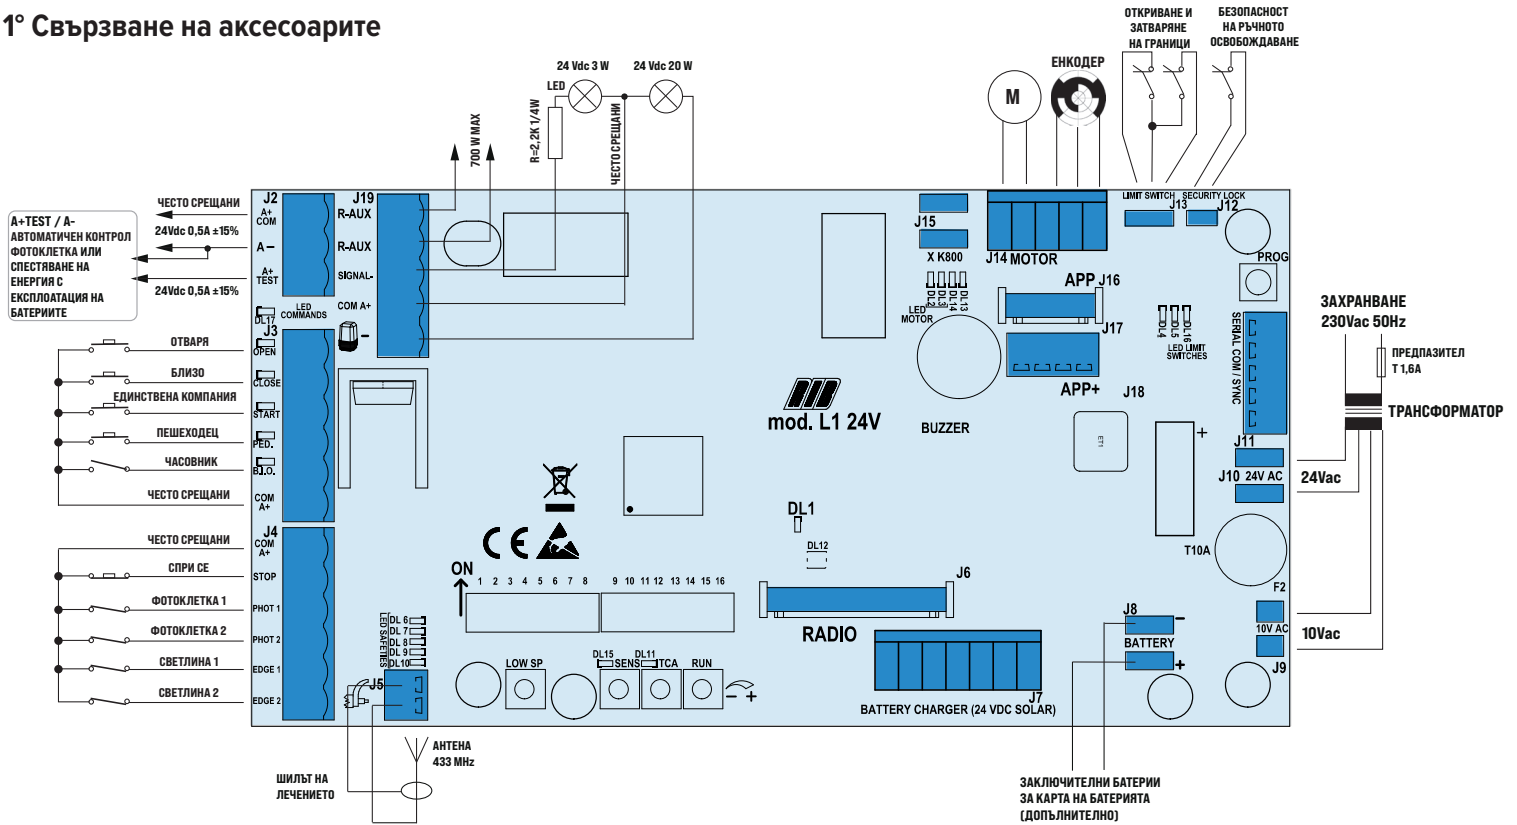 1° Свързване на аксесоарите
A+TEST / A-
АВТОМАТИЧЕН КОНТРОЛ
ФОТОКЛЕТКА ИЛИ
СПЕСТЯВАНЕ НА
ЕНЕРГИЯ С
ЕКСПЛОАТАЦИЯ НА
БАТЕРИИТЕ
ЧЕСТО СРЕЩАНИ
24Vdc 0,5A ±15%
24Vdc 0,5A ±15%
J2
A+
COM
A –
A+
TEST
LED
COMMANDS
DL17
J3
ОТВАРЯ
OPEN
БЛИЗО
CLOSE
ЕДИНСТВЕНА КОМПАНИЯ
START
ПЕШЕХОДЕЦ
PED.
ЧАСОВНИК
B.I.O.
ЧЕСТО СРЕЩАНИ
COM
A+
J4
ЧЕСТО СРЕЩАНИ
COM
A+
СПРИ СЕ
STOP
ФОТОКЛЕТКА 1
PHOT 1
ФОТОКЛЕТКА 2
PHOT 2
СВЕТЛИНА 1
EDGE 1
СВЕТЛИНА 2
EDGE 2
J19
R-AUX
R-AUX
SIGNAL-
COM A+
-
700 W MAX
R=2,2K 1/4W
LED
24 Vdc 3 W
ЧЕСТО СРЕЩАНИ
24 Vdc 20 W
M
ЕНКОДЕР
ОТКРИВАНЕ И
ЗАТВАРЯНЕ
НА ГРАНИЦИ
БЕЗОПАСНОСТ
НА РЪЧНОТО
ОСВОБОЖДАВАНЕ
LIMIT SWITCH
J13
SECURITY LOCK
J12
J15
X K800
J14 MOTOR
PROG
DL2
DL3
DL14
DL13
LED
MOTOR
APP J16
J17
APP+
DL4
DL5
DL16
LED LIMIT
SWITCHES
SERIAL COM / SYNC
BUZZER
mod. L1 24V
J18
ET1
+
J11
J10 24V AC
24Vac
ЗАХРАНВАНЕ
230Vac 50Hz
ПРЕДПАЗИТЕЛ
T 1,6A
ТРАНСФОРМАТОР
T10A
F2
10V AC
10Vac
J9
DL1
DL12
CE
ON
1 2 3 4 5 6 7 8
9 10 11 12 13 14 15 16
J6
RADIO
J8
-
BATTERY
+
J7
BATTERY CHARGER (24 VDC SOLAR)
LED SAFETIES
DL 6
DL 7
DL 8
DL 9
DL10
J5
LOW SP
DL15
SENS
DL11
ITCA
RUN
- +
АНТЕНА
433 MHz
ШИЛЪТ НА
ЛЕЧЕНИЕТО
ЗАКЛЮЧИТЕЛНИ БАТЕРИИ
ЗА КАРТА НА БАТЕРИЯТА
(ДОПЪЛНИТЕЛНО)